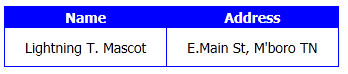 Name Address
Lightning T. Mascot E.Main St, M'boro TN